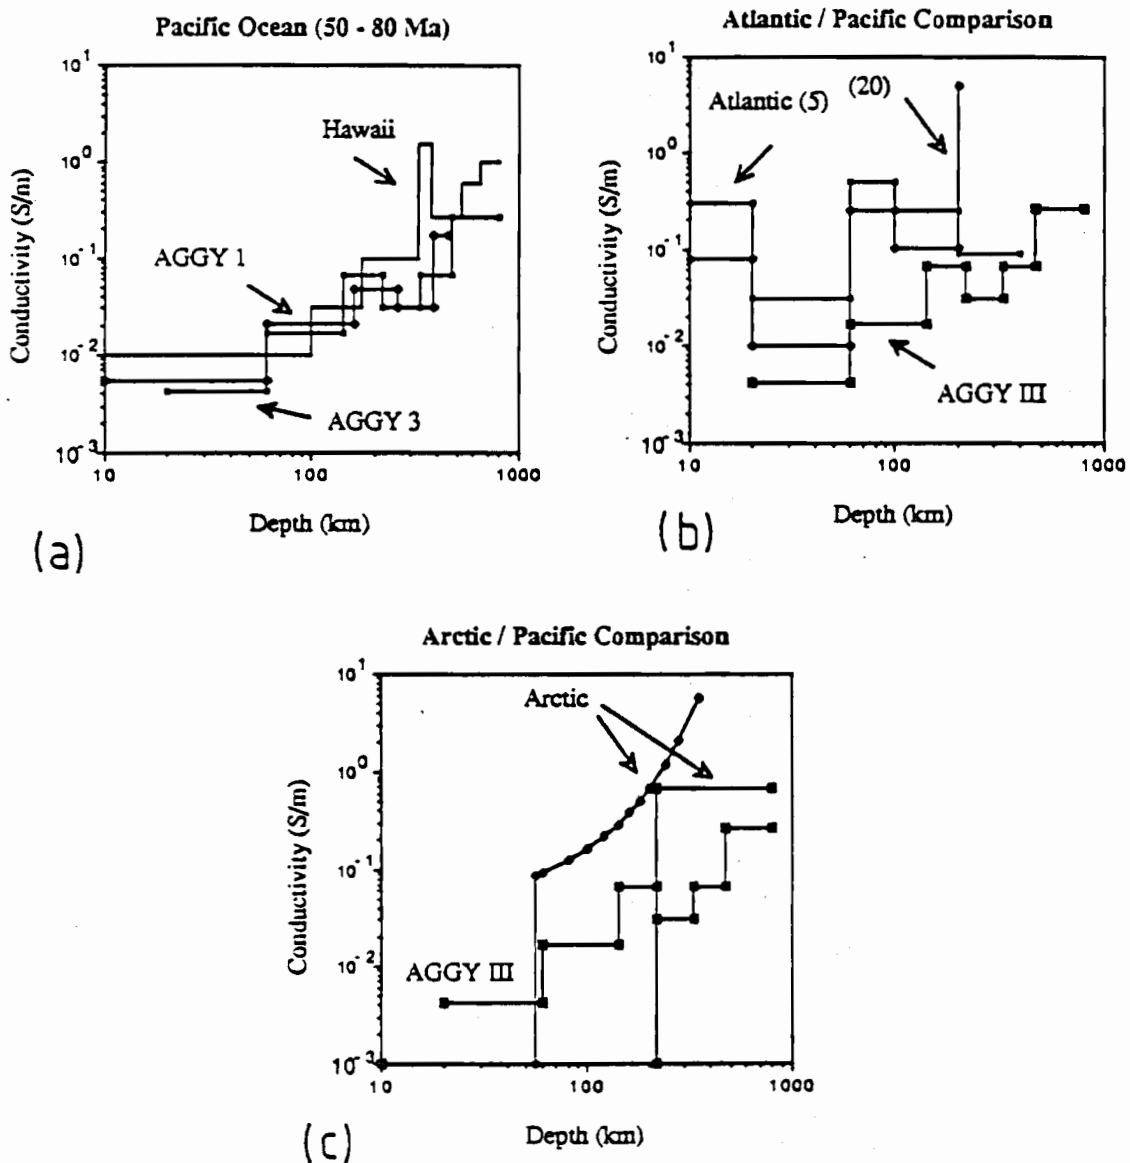 Pacific Ocean (50 - 80 Ma)
10^1
10^0
10^-1
10^-2
10^-3
Conductivity (S/m)
Hawaii
AGGY 1
AGGY 3
10 100 1000
Depth (km)
(a)
Atlantic / Pacific Comparison
10^1
10^0
10^-1
10^-2
10^-3
Conductivity (S/m)
Atlantic (5)
(20)
AGGY III
10 100 1000
Depth (km)
(b)
Arctic / Pacific Comparison
10^1
10^0
10^-1
10^-2
10^-3
Conductivity (S/m)
Arctic
AGGY III
10 100 1000
Depth (km)
(c)